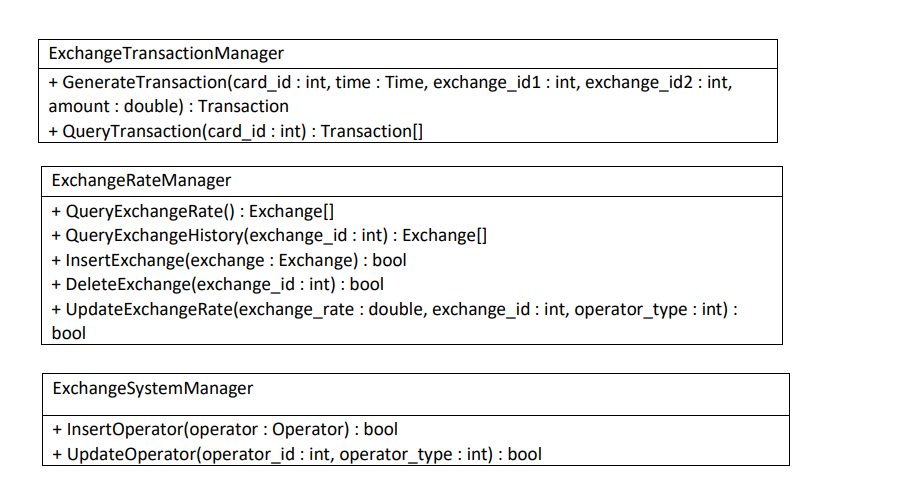 ExchangeTransactionManager
+ GenerateTransaction(card_id : int, time : Time, exchange_id1 : int, exchange_id2 : int,
amount : double) : Transaction
+ QueryTransaction(card_id : int) : Transaction[]
ExchangeRateManager
+ QueryExchangeRate() : Exchange[]
+ QueryExchangeHistory(exchange_id : int) : Exchange[]
+ InsertExchange(exchange : Exchange) : bool
+ DeleteExchange(exchange_id : int) : bool
+ UpdateExchangeRate(exchange_rate : double, exchange_id : int, operator_type : int) :
bool
ExchangeSystemManager
+ InsertOperator(operator : Operator) : bool
+ UpdateOperator(operator_id : int, operator_type : int) : bool